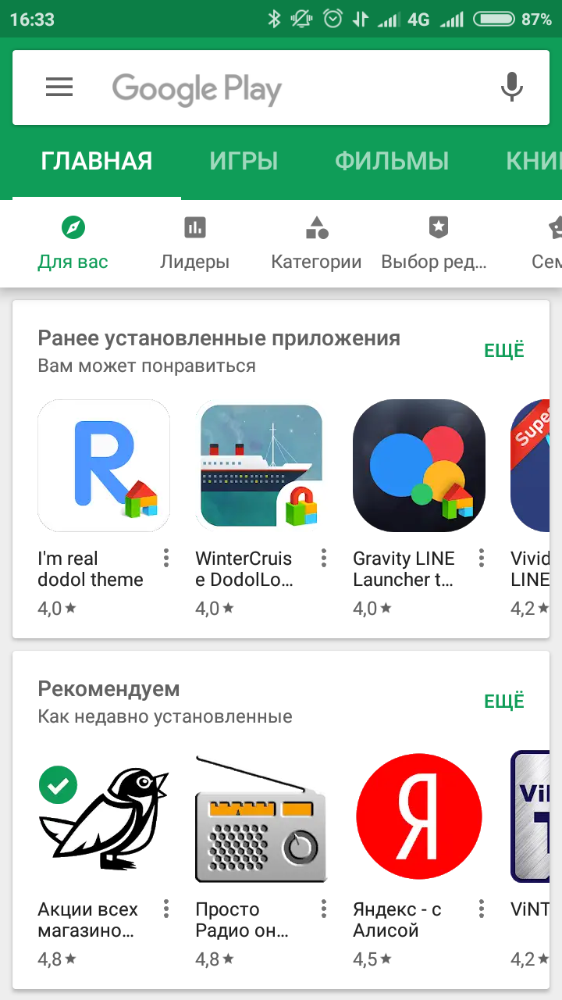 16:33 4G 87%
Google Play
ГЛАВНАЯ ИГРЫ ФИЛЬМЫ КНИ
Для вас Лидеры Категории Выбор ред... Сем
Ранее установленные приложения
ЕЩЁ
Вам может понравиться
R
Supe
I'm real WinterCruis Gravity LINE Vivid
dodol theme e DodolLo... Launcher t... LINE
4,0 4,0 4,0 4,2
Рекомендуем
ЕЩЁ
Как недавно установленные
Я
Vi
T
Акции всех Просто Яндекс - с ViNT
магазино... Радио он... Алисой
4,8 4,8 4,5 4,2